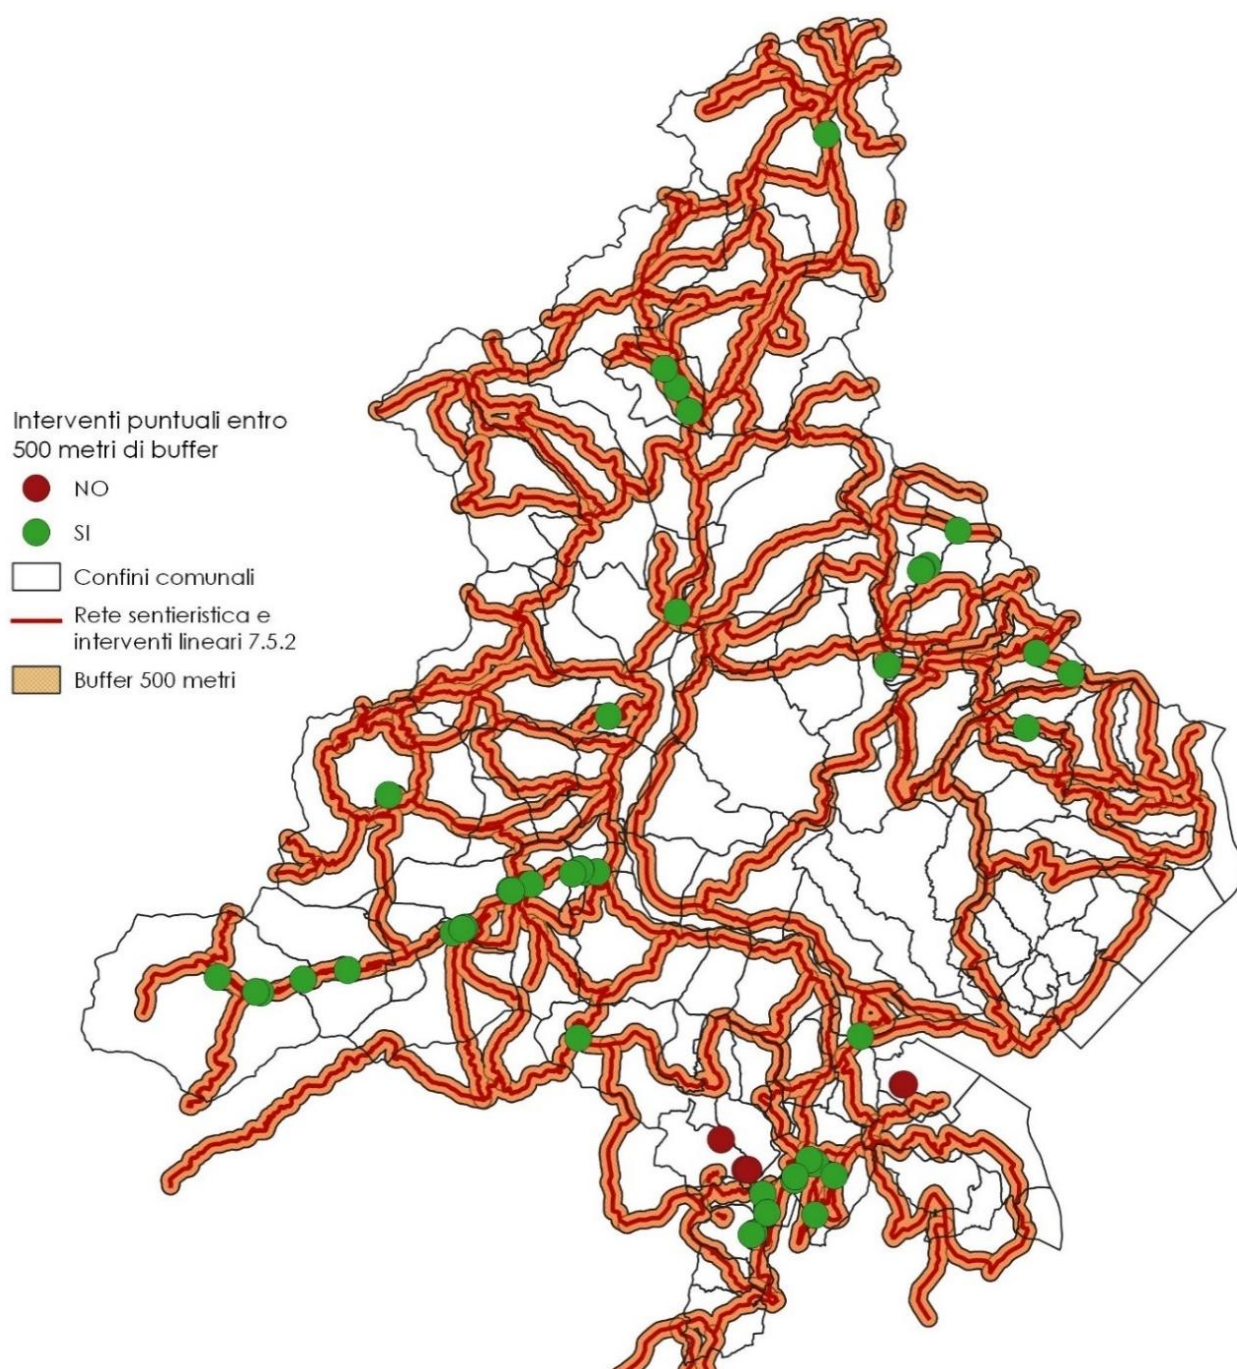 Interventi puntuali entro
500 metri di buffer
NO
SI
Confini comunali
Rete sentieristica e
interventi lineari 7.5.2
Buffer 500 metri